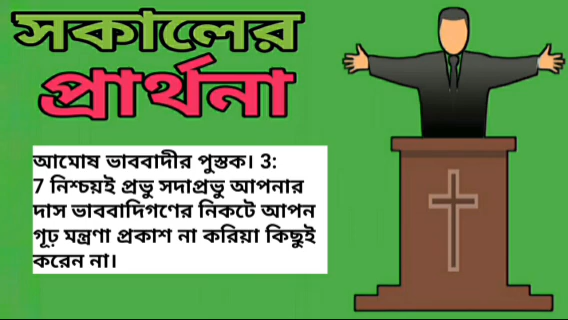 সকালের
প্রার্থনা
আমোষ ভাববাদীর পুস্তক। 3:
7 নিশ্চয়ই প্রভু সদাপ্রভু আপনার
দাস ভাববাদিগণের নিকটে আপন
গূঢ় মন্ত্রণা প্রকাশ না করিয়া কিছুই
করেন না।